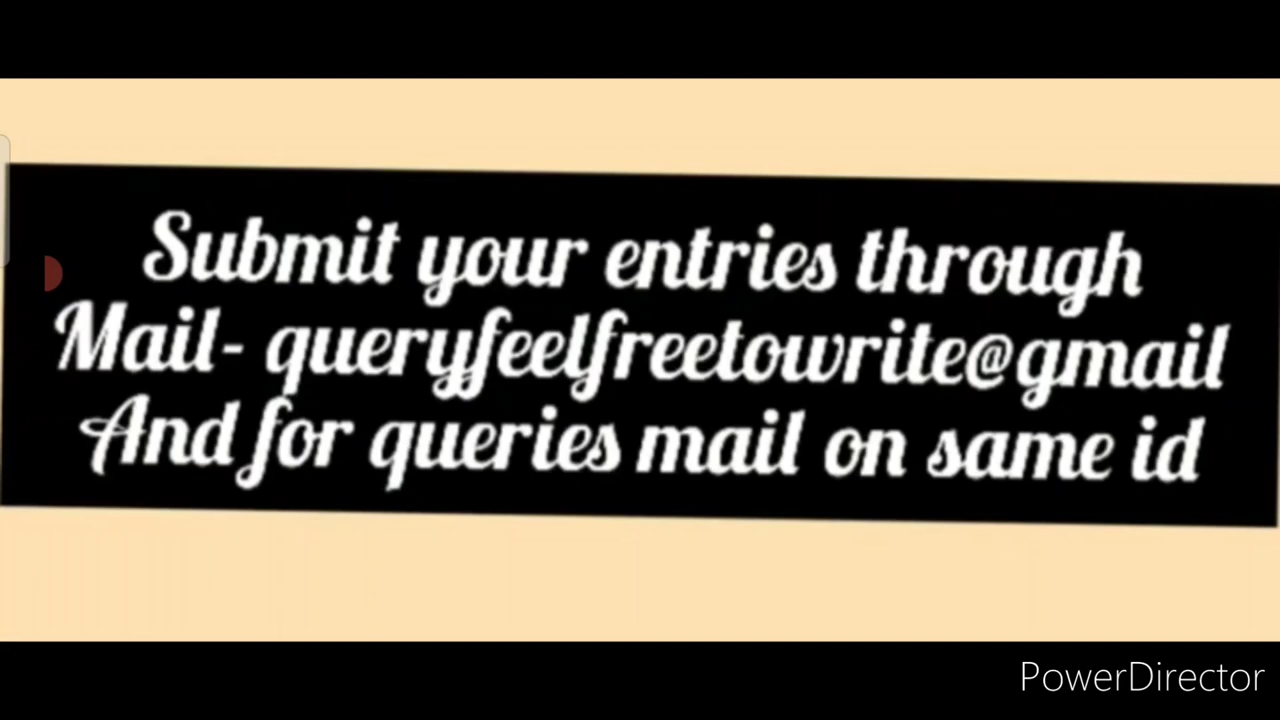 Submit your entries through
Mail- queryfeelfreetowrite@gmail
And for queries mail on same id
PowerDirector